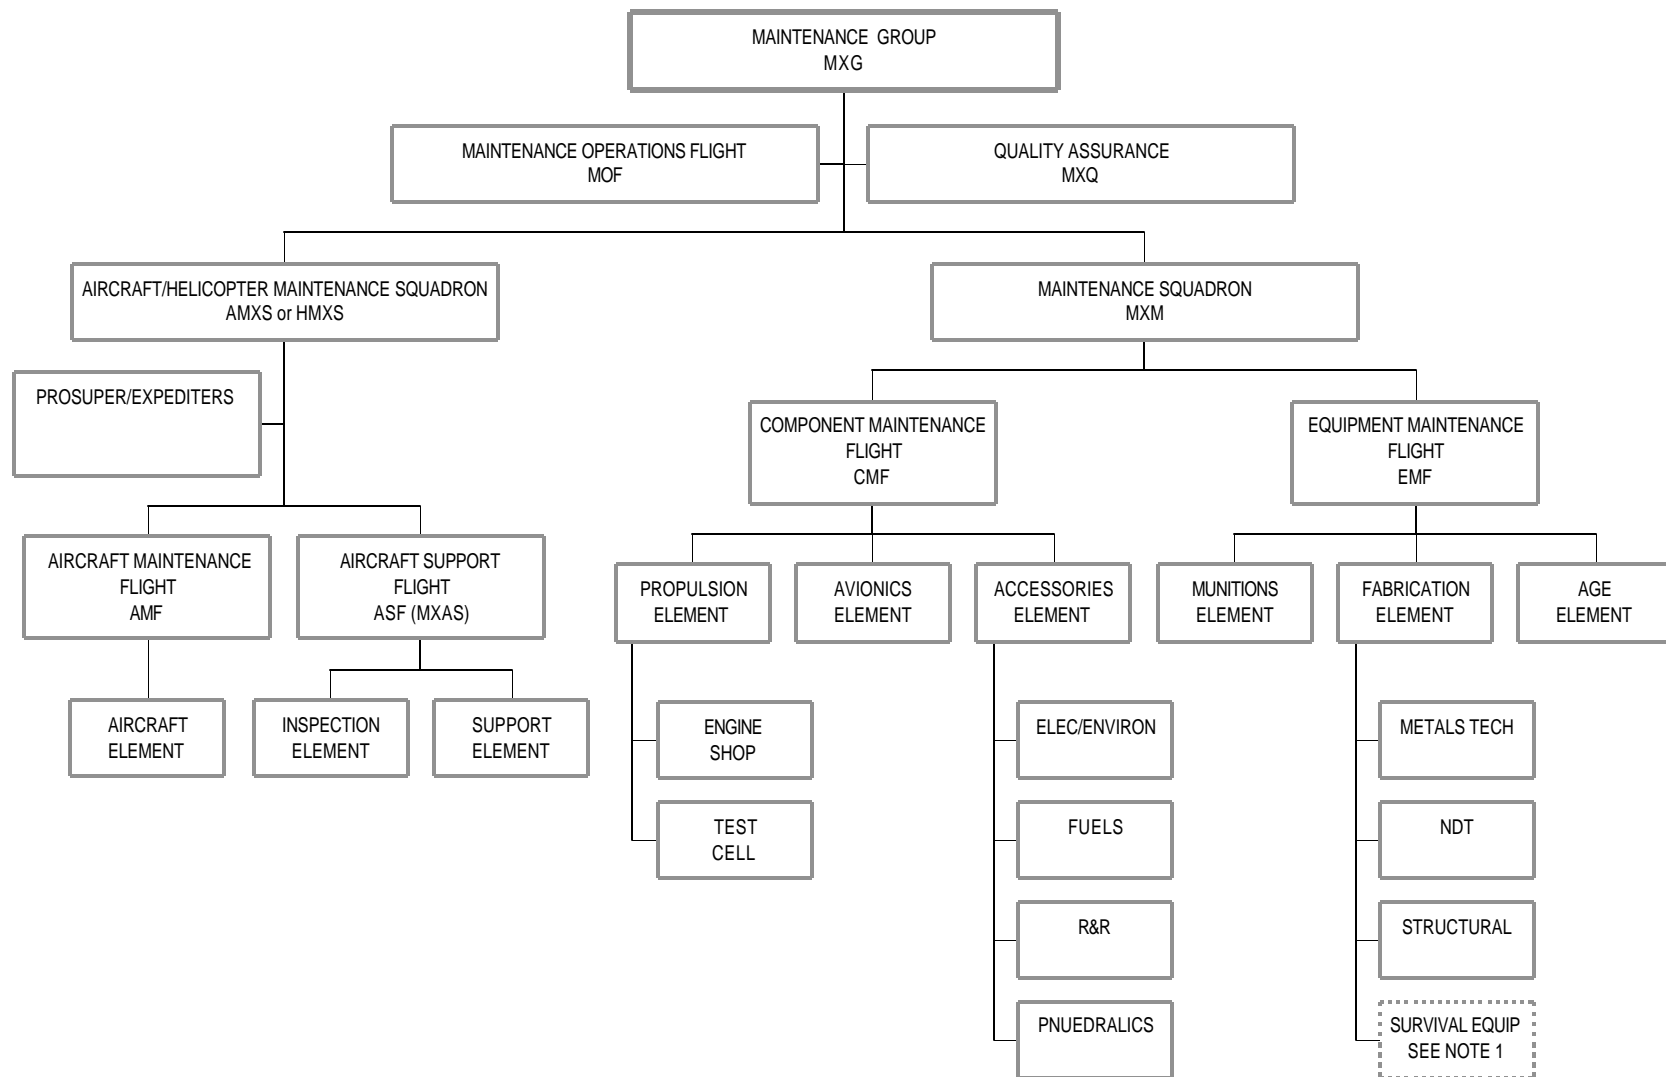 MAINTENANCE GROUP
MXG
MAINTENANCE OPERATIONS FLIGHT
MOF
QUALITY ASSURANCE
MXQ
AIRCRAFT/HELICOPTER MAINTENANCE SQUADRON
AMXS or HMXS
MAINTENANCE SQUADRON
MXM
PROSUPER/EXPEDITERS
COMPONENT MAINTENANCE
FLIGHT
CMF
EQUIPMENT MAINTENANCE
FLIGHT
EMF
AIRCRAFT MAINTENANCE
FLIGHT
AMF
AIRCRAFT SUPPORT
FLIGHT
ASF (MXAS)
PROPULSION
ELEMENT
AVIONICS
ELEMENT
ACCESSORIES
ELEMENT
MUNITIONS
ELEMENT
FABRICATION
ELEMENT
AGE
ELEMENT
AIRCRAFT
ELEMENT
INSPECTION
ELEMENT
SUPPORT
ELEMENT
ENGINE
SHOP
ELEC/ENVIRON
METALS TECH
TEST
CELL
FUELS
NDT
R&R
STRUCTURAL
PNUEDRALICS
SURVIVAL EQUIP
SEE NOTE 1